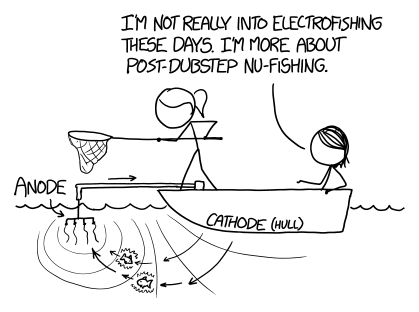 I'M NOT REALLY INTO ELECTROFISHING
THESE DAYS. I'M MORE ABOUT
POST-DUBSTEP NU-FISHING.
ANODE
CATHODE (HULL)